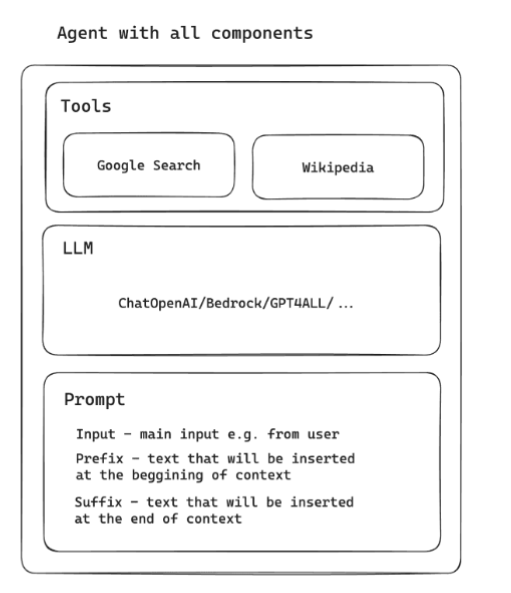 Agent with all components
Tools
Google Search
Wikipedia
LLM
ChatOpenAI/Bedrock/GPT4ALL/ ...
Prompt
Input - main input e.g. from user
Prefix - text that will be inserted
at the beggining of context
Suffix - text that will be inserted
at the end of context